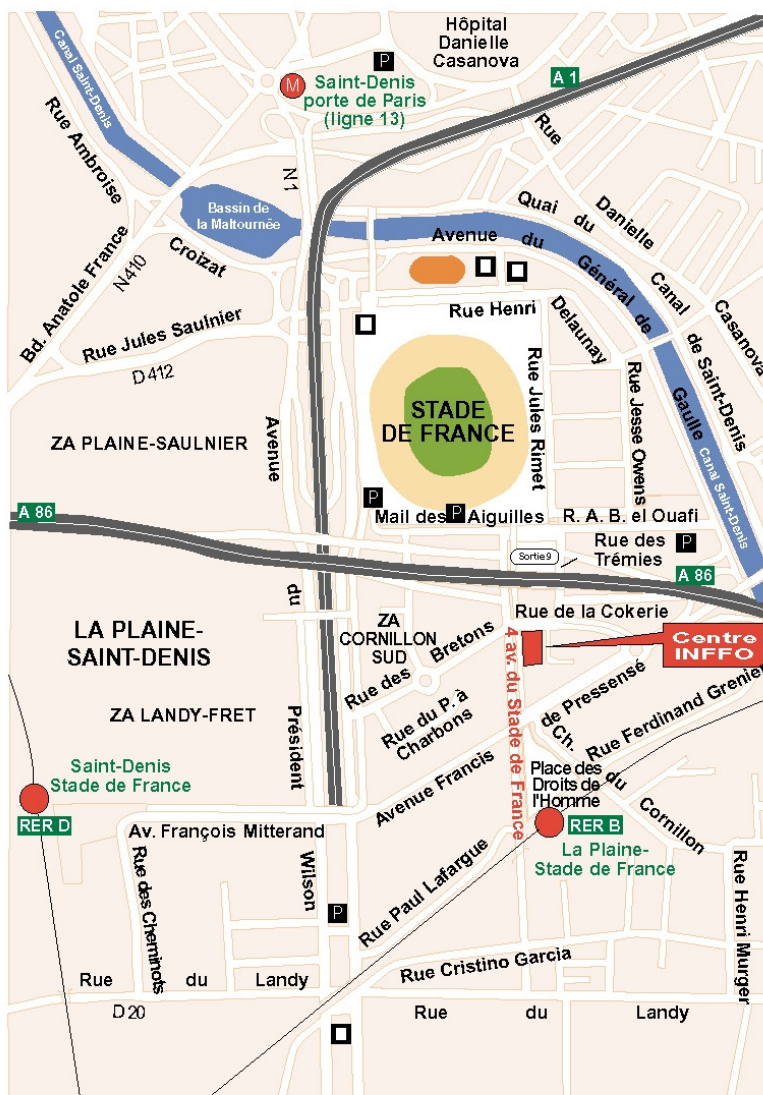 Hôpital
Danielle
Casanova
P
A 1
Canal Saint-Denis
M
Saint-Denis
porte de Paris
(ligne 13)
Rue Ambroise
Croizat
Rue
Danielle
Casanova
N 1
Bassin de
la Maltournée
Quai du Canal de Saint-Denis
Avenue du Général de Gaulle
Bd. Anatole France
N410
Rue Henri
Delaunay
Rue Jules Saulnier
D 412
Rue Jules Rimet
Rue Jesse Owens
STADE
DE FRANCE
ZA PLAINE-SAULNIER
Avenue
du
Président
Wilson
Canal Saint-Denis
P
P
Mail des Aiguilles
R. A. B. el Ouafi
A 86
Sortie 9
Rue des
Trémies
P
A 86
Rue de la Cokerie
LA PLAINE-
SAINT-DENIS
ZA
CORNILLON
SUD
Rue des Bretons
4 av. du Stade de France
Centre
INFFO
ZA LANDY-FRET
Rue du P. à
Charbons
Avenue Francis de Pressensé
Rue Ferdinand Grenier
Ch. du Cornillon
Saint-Denis
Stade de France
RER D
Place des
Droits de
l'Homme
RER B
La Plaine-
Stade de France
Av. François Mitterand
Rue des Cheminots
Rue Paul Lafargue
Rue Henri Murger
P
Rue Cristino Garcia
Rue du Landy
D 20
Rue du Landy